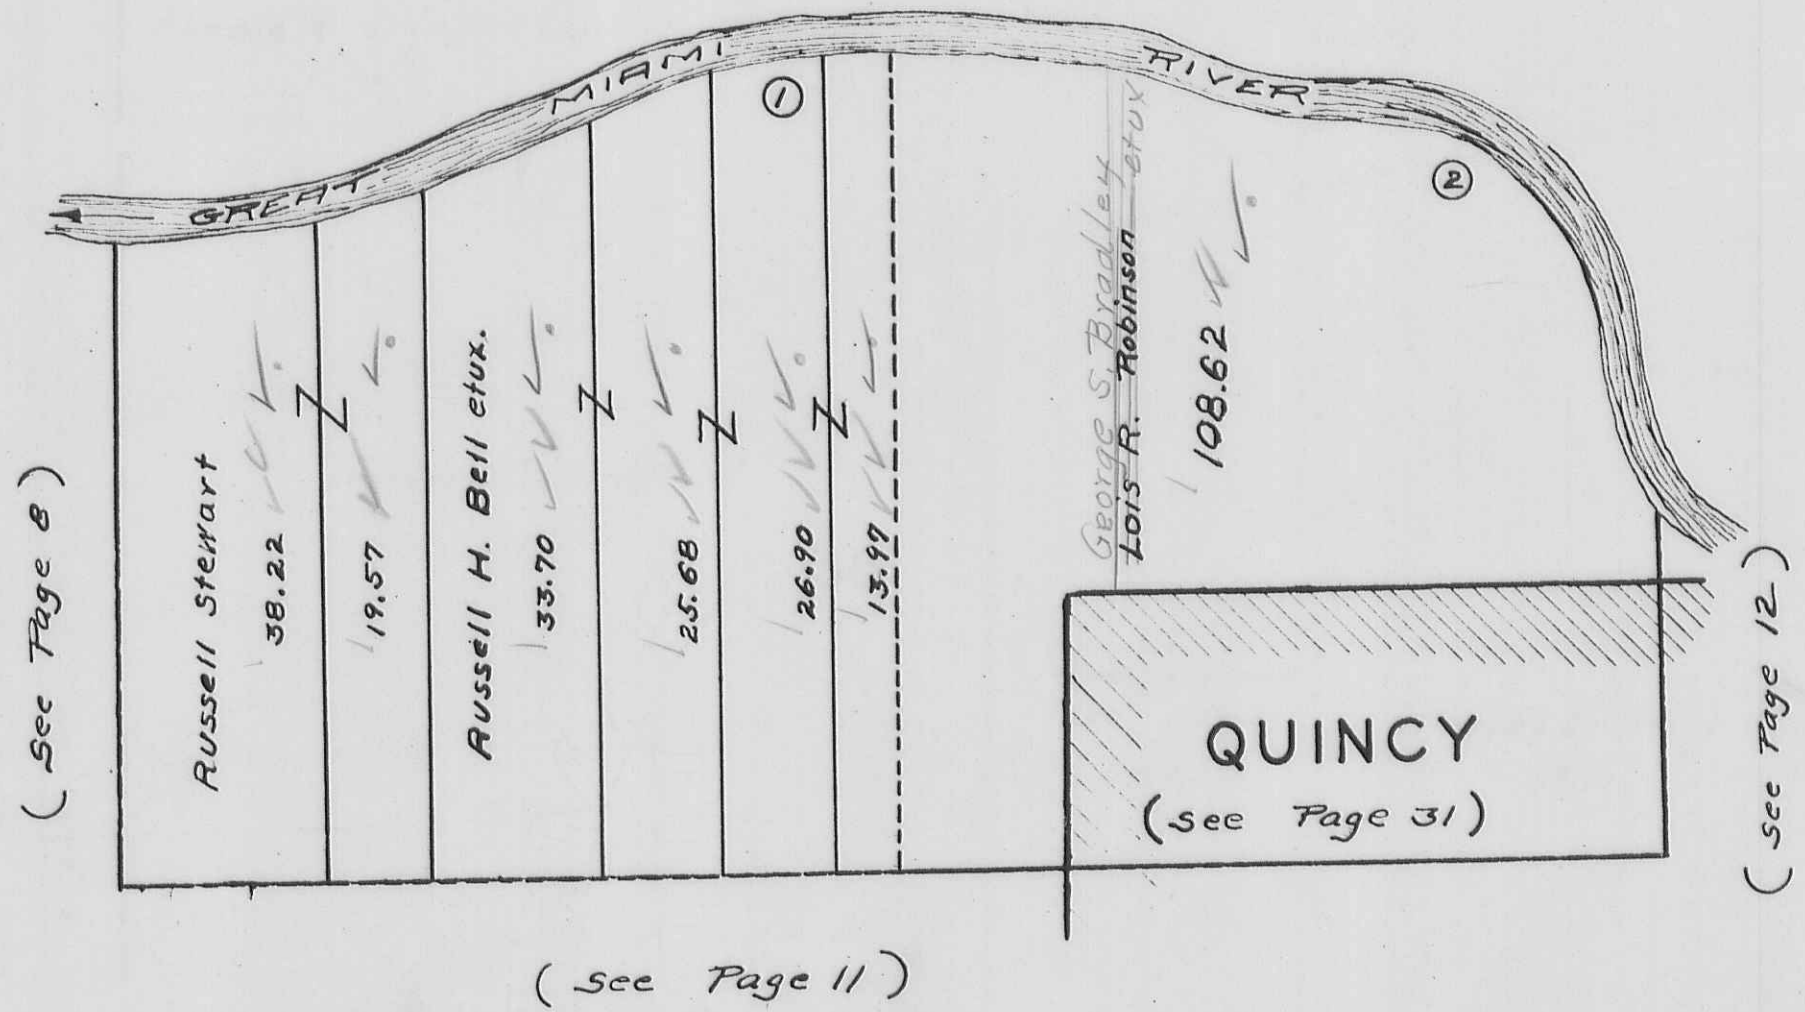 GREAT MIAMI RIVER
①
②
(See Page 8)
Russell Stewart
38.22
19.57
Russell H. Bell etux.
33.70
25.68
26.90
13.97
George S. Bradley etux
Lois R. Robinson
108.62
QUINCY
(see Page 31)
(see Page 12)
(see Page 11)